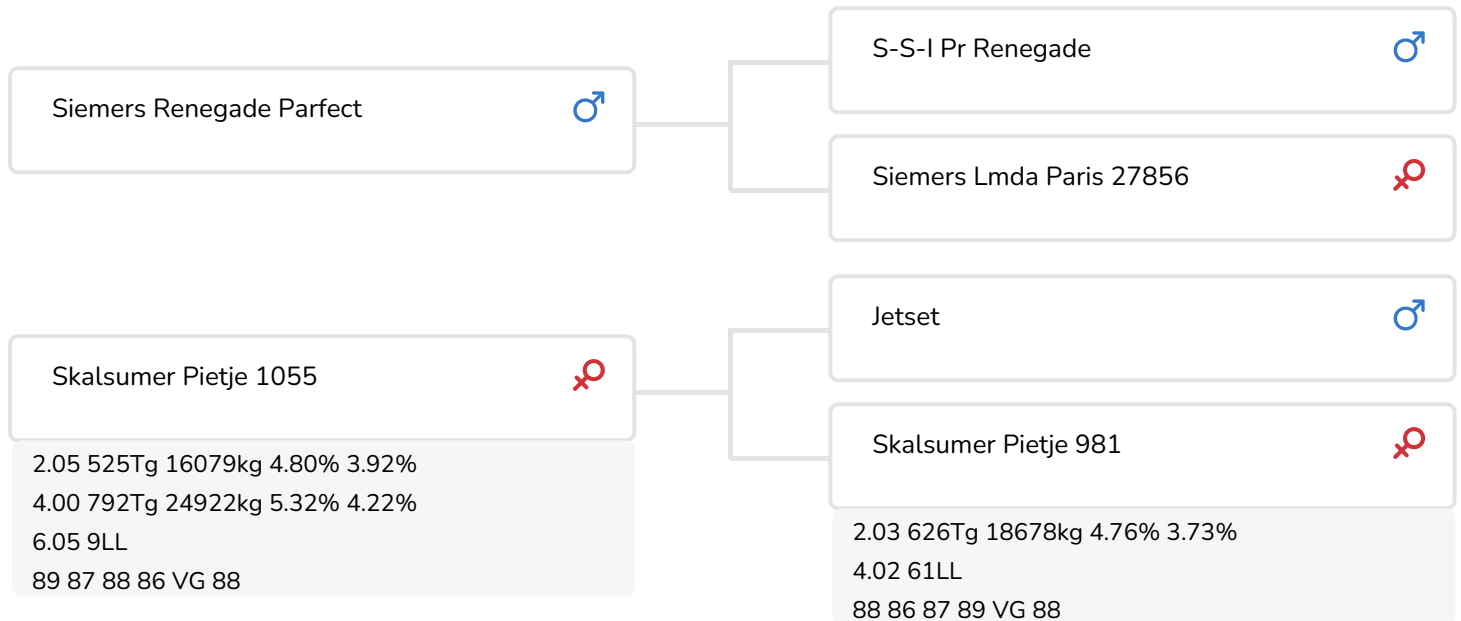 Siemers Renegade Parfect
S-S-I Pr Renegade
Siemers Lmda Paris 27856
Skalsumer Pietje 1055
2.05 525Tg 16079kg 4.80% 3.92%
4.00 792Tg 24922kg 5.32% 4.22%
6.05 9LL
89 87 88 86 VG 88
Jetset
Skalsumer Pietje 981
2.03 626Tg 18678kg 4.76% 3.73%
4.02 61LL
88 86 87 89 VG 88